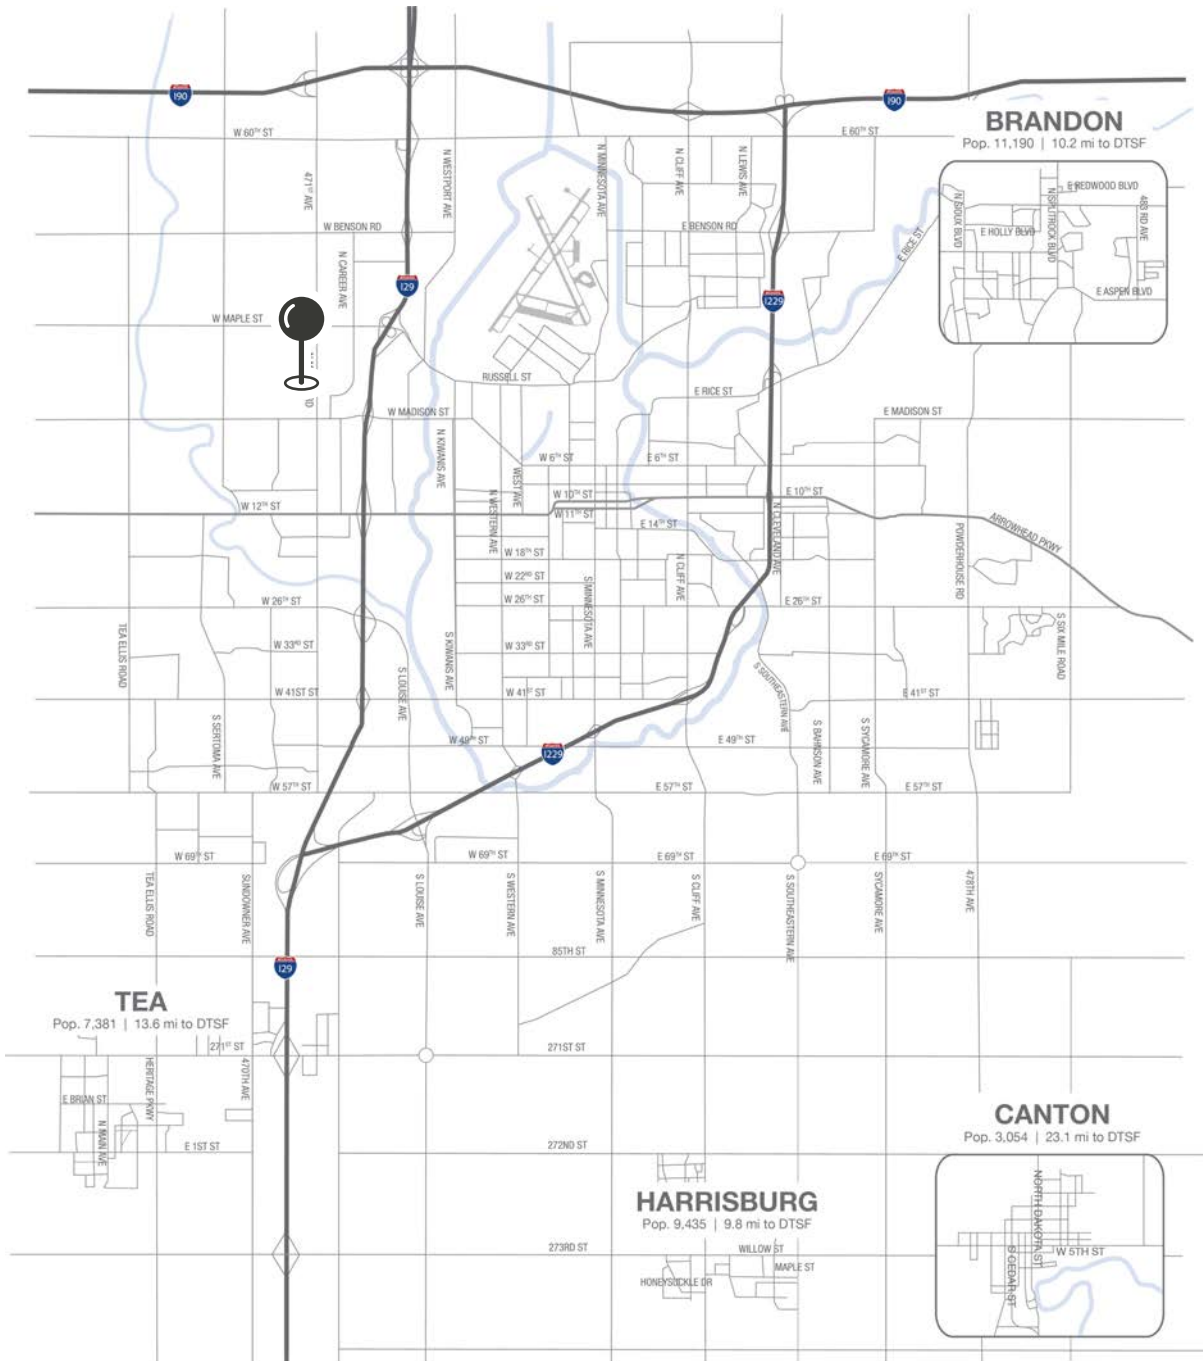 I90
I90
BRANDON
Pop. 11,190 | 10.2 mi to DTSF
W 60TH ST
E 60TH ST
N WESTPORT AVE
N MINNESOTA AVE
N CLIFF AVE
N LEWIS AVE
471ST AVE
E REDWOOD BLVD
N SIOUX BLVD
N SPLITROCK BLVD
483 RD AVE
E HOLLY BLVD
E ASPEN BLVD
W BENSON RD
E BENSON RD
E RICE ST
N CAREER AVE
I29
I229
W MAPLE ST
RUSSELL ST
E RICE ST
W MADISON ST
E MADISON ST
N KIWANIS AVE
W 6TH ST
E 6TH ST
WEST AVE
N WESTERN AVE
W 10TH ST
E 10TH ST
W 12TH ST
W 11TH ST
E 14TH ST
N CLEVELAND AVE
ARROWHEAD PKWY
POWDERHOUSE RD
W 18TH ST
N CLIFF AVE
W 22ND ST
S MINNESOTA AVE
W 26TH ST
W 26TH ST
E 26TH ST
TEA ELLIS ROAD
S SIX MILE ROAD
W 33RD ST
S KIWANIS AVE
W 33RD ST
S LOUISE AVE
S SOUTHEASTERN AVE
W 41ST ST
W 41ST ST
E 41ST ST
S SERTOMA AVE
S BAHNSON AVE
S SYCAMORE AVE
W 49TH ST
E 49TH ST
I229
W 57TH ST
E 57TH ST
E 57TH ST
W 69TH ST
W 69TH ST
E 69TH ST
E 69TH ST
TEA ELLIS ROAD
SUNDOWNER AVE
S LOUISE AVE
S WESTERN AVE
S MINNESOTA AVE
S CLIFF AVE
S SOUTHEASTERN AVE
SYCAMORE AVE
478TH AVE
85TH ST
I29
TEA
Pop. 7,381 | 13.6 mi to DTSF
271ST ST
271ST ST
HERITAGE PKWY
470TH AVE
E BRIAN ST
N MAIN AVE
E 1ST ST
272ND ST
CANTON
Pop. 3,054 | 23.1 mi to DTSF
NORTH DAKOTA ST
W 5TH ST
S CEDAR ST
HARRISBURG
Pop. 9,435 | 9.8 mi to DTSF
273RD ST
WILLOW ST
MAPLE ST
HONEYSUCKLE DR